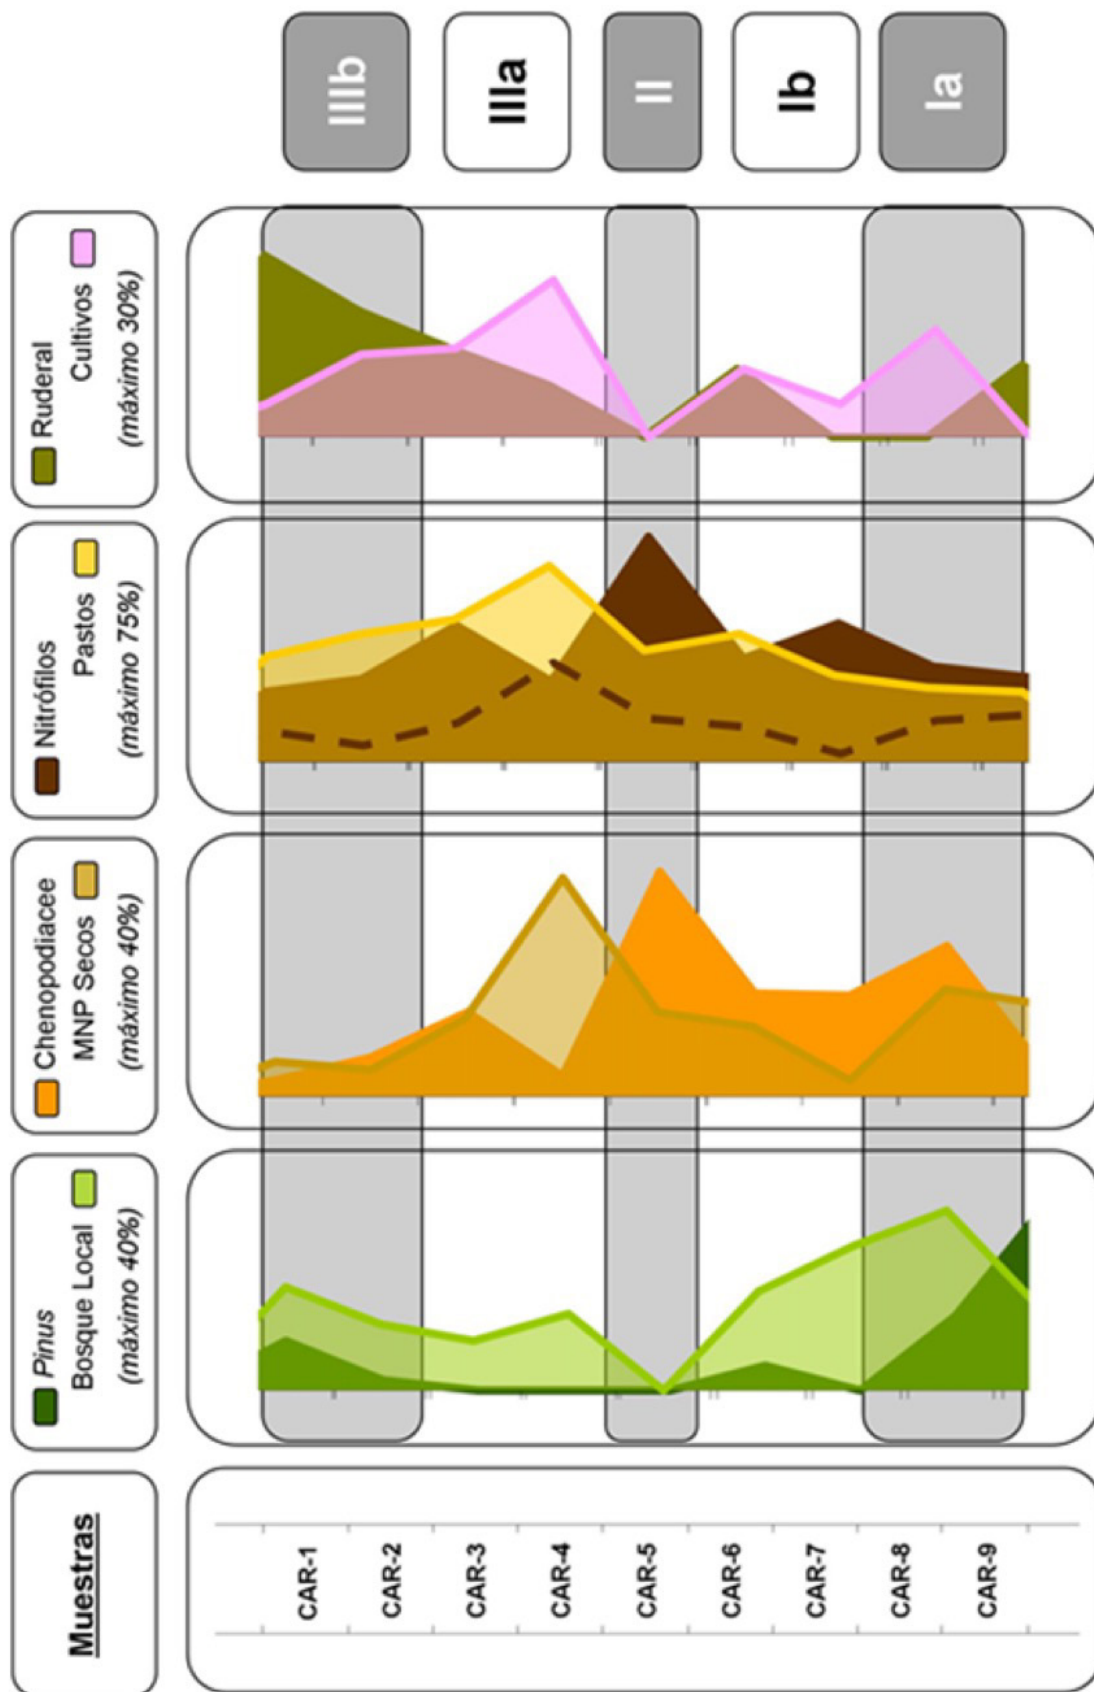 Muestras
Pinus
Bosque Local
(máximo 40%)
Chenopodiacee
MNP Secos
(máximo 40%)
Nitrófilos
Pastos
(máximo 75%)
Ruderal
Cultivos
(máximo 30%)
CAR-1
CAR-2
CAR-3
CAR-4
CAR-5
CAR-6
CAR-7
CAR-8
CAR-9
IIIb
IIIa
II
Ib
Ia